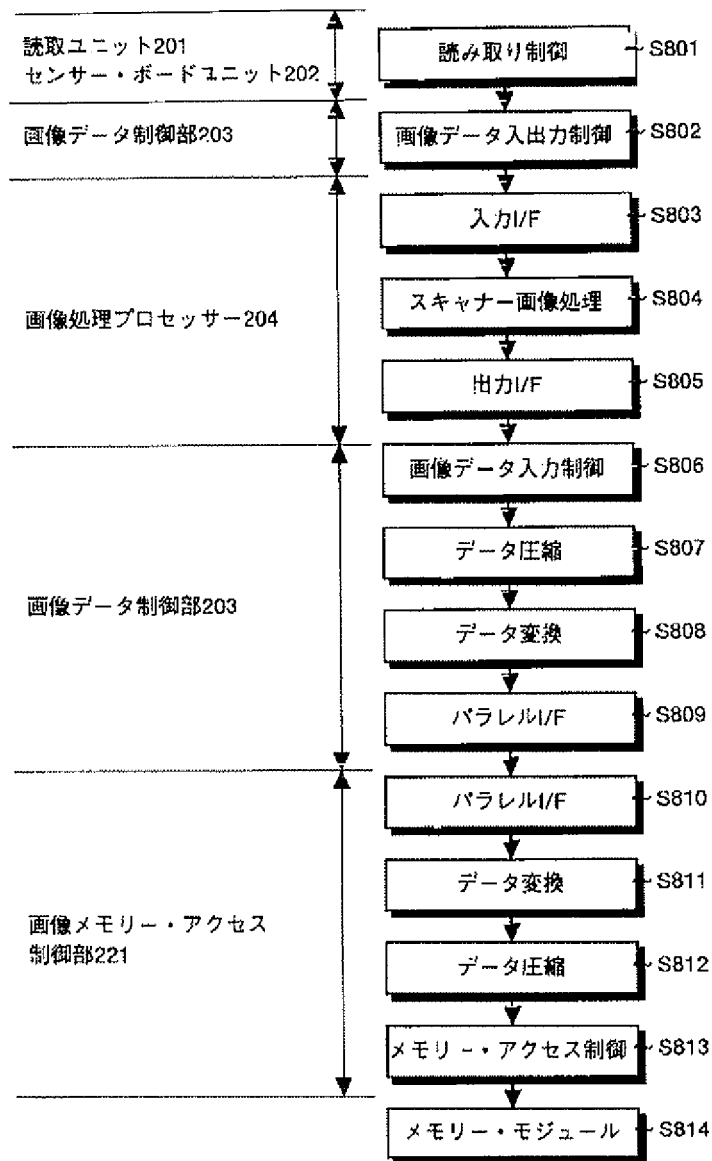 読取ユニット201
センサー・ボードユニット202
読み取り制御
S801
画像データ制御部203
画像データ入出力制御
S802
入力I/F
S803
画像処理プロセッサー204
スキャナー画像処理
S804
出力I/F
S805
画像データ入力制御
S806
データ圧縮
S807
画像データ制御部203
データ変換
S808
パラレルI/F
S809
パラレルI/F
S810
データ変換
S811
画像メモリー・アクセス
制御部221
データ圧縮
S812
メモリー・アクセス制御
S813
メモリー・モジュール
S814